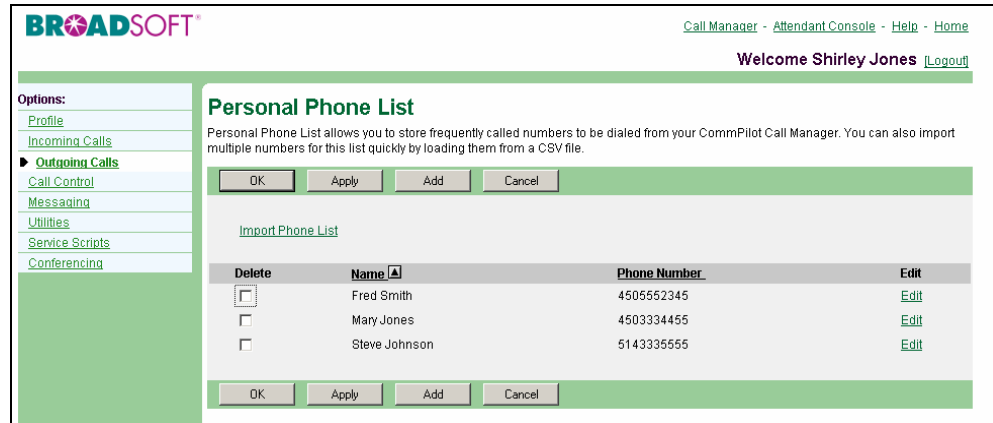 BROADSOFT®
Call Manager - Attendant Console - Help - Home
Welcome Shirley Jones [Logout]
Options:
Profile
Incoming Calls
Outgoing Calls
Call Control
Messaging
Utilities
Service Scripts
Conferencing
Personal Phone List
Personal Phone List allows you to store frequently called numbers to be dialed from your CommPilot Call Manager. You can also import
multiple numbers for this list quickly by loading them from a CSV file.
OK Apply Add Cancel
Import Phone List
Delete Name Phone Number Edit
Fred Smith 4505552345 Edit
Mary Jones 4503334455 Edit
Steve Johnson 5143335555 Edit
OK Apply Add Cancel